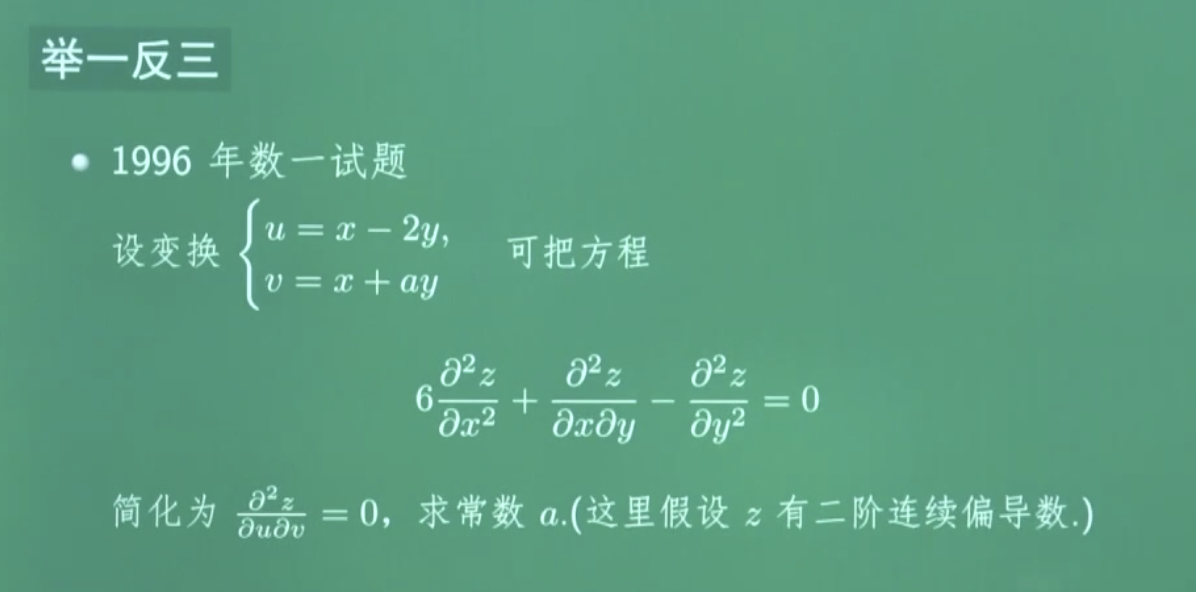 举一反三
• 1996 年数一试题
设变换 $\begin{cases} u = x - 2y, \\ v = x + ay \end{cases}$ 可把方程
$6\frac{\partial^2 z}{\partial x^2} + \frac{\partial^2 z}{\partial x \partial y} - \frac{\partial^2 z}{\partial y^2} = 0$
简化为 $\frac{\partial^2 z}{\partial u \partial v} = 0$，求常数 $a$.(这里假设 $z$ 有二阶连续偏导数.)